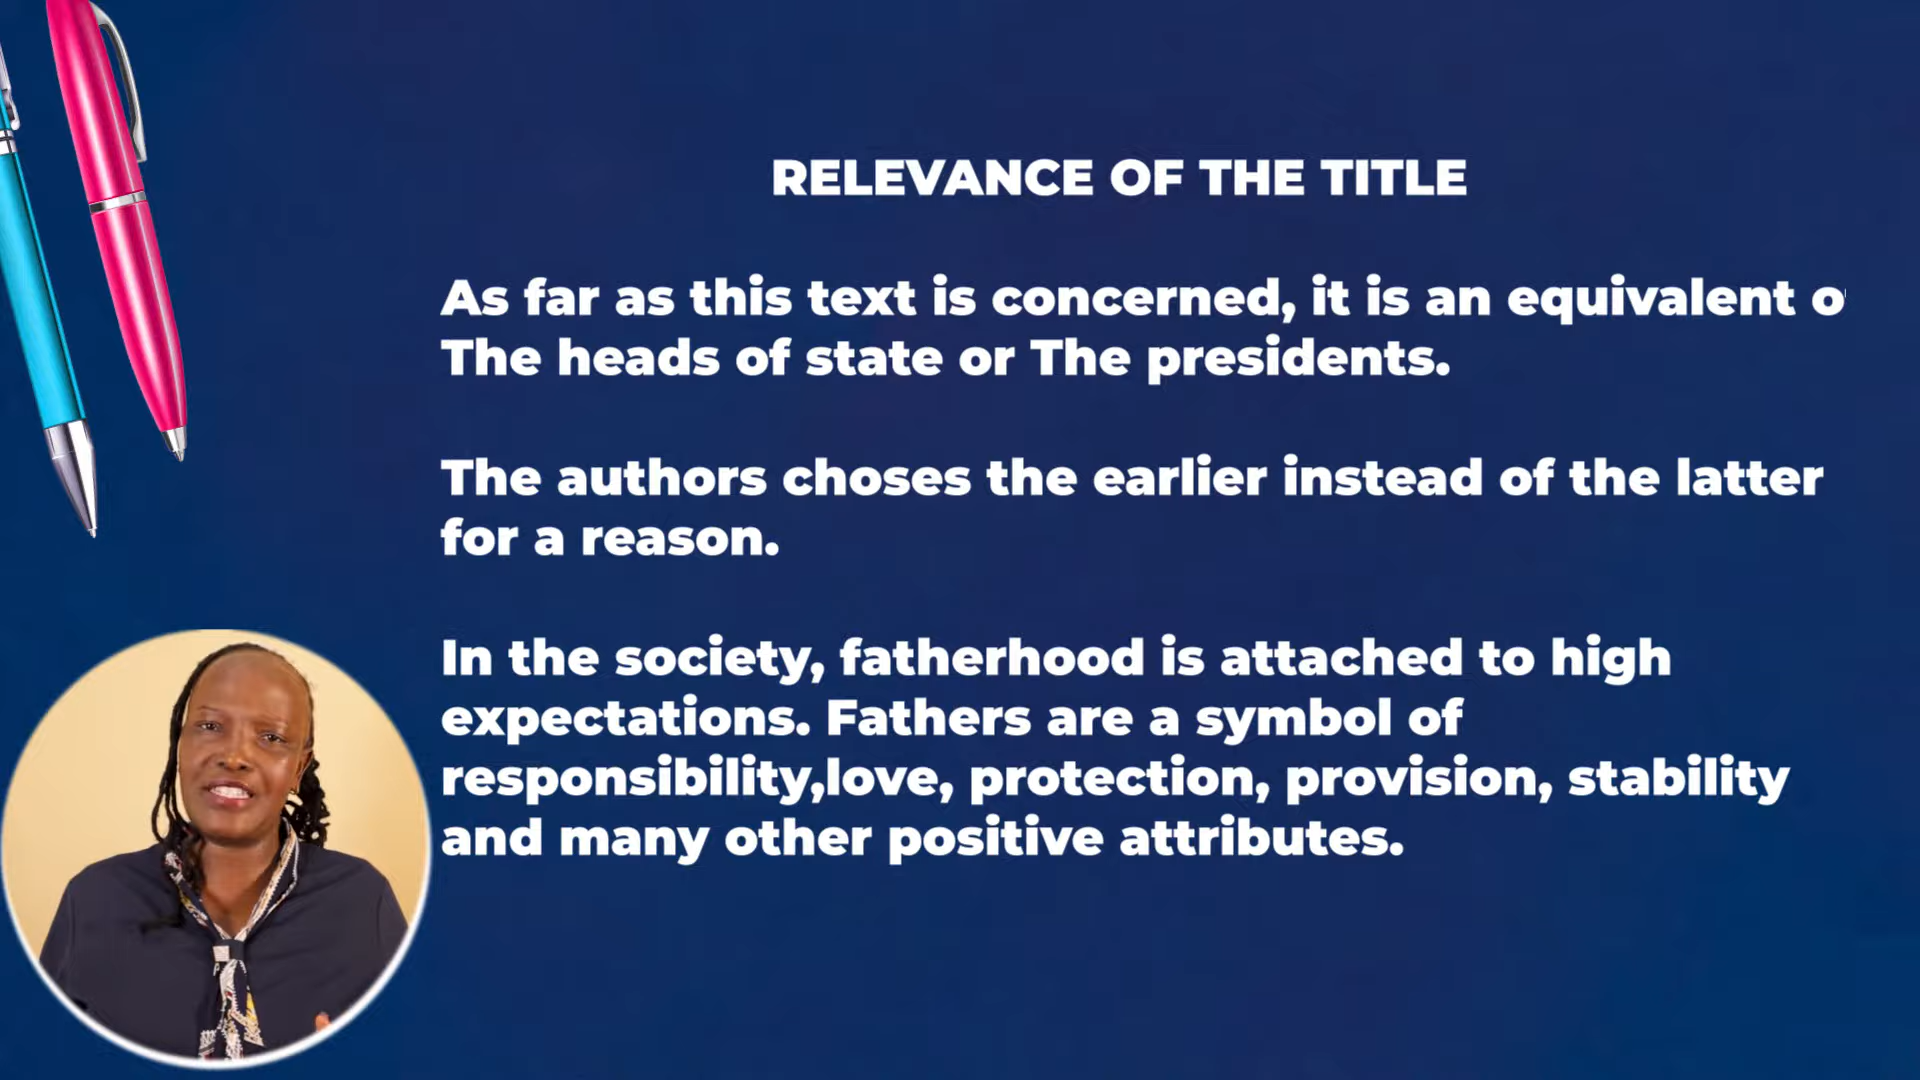 RELEVANCE OF THE TITLE
As far as this text is concerned, it is an equivalent o
The heads of state or The presidents.
The authors choses the earlier instead of the latter
for a reason.
In the society, fatherhood is attached to high
expectations. Fathers are a symbol of
responsibility,love, protection, provision, stability
and many other positive attributes.